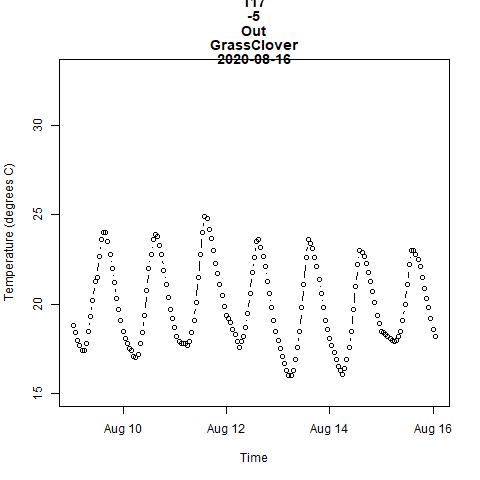 T17
-5
Out
GrassClover
2020-08-16
Temperature (degrees C)
30
25
20
15
Aug 10
Aug 12
Aug 14
Aug 16
Time